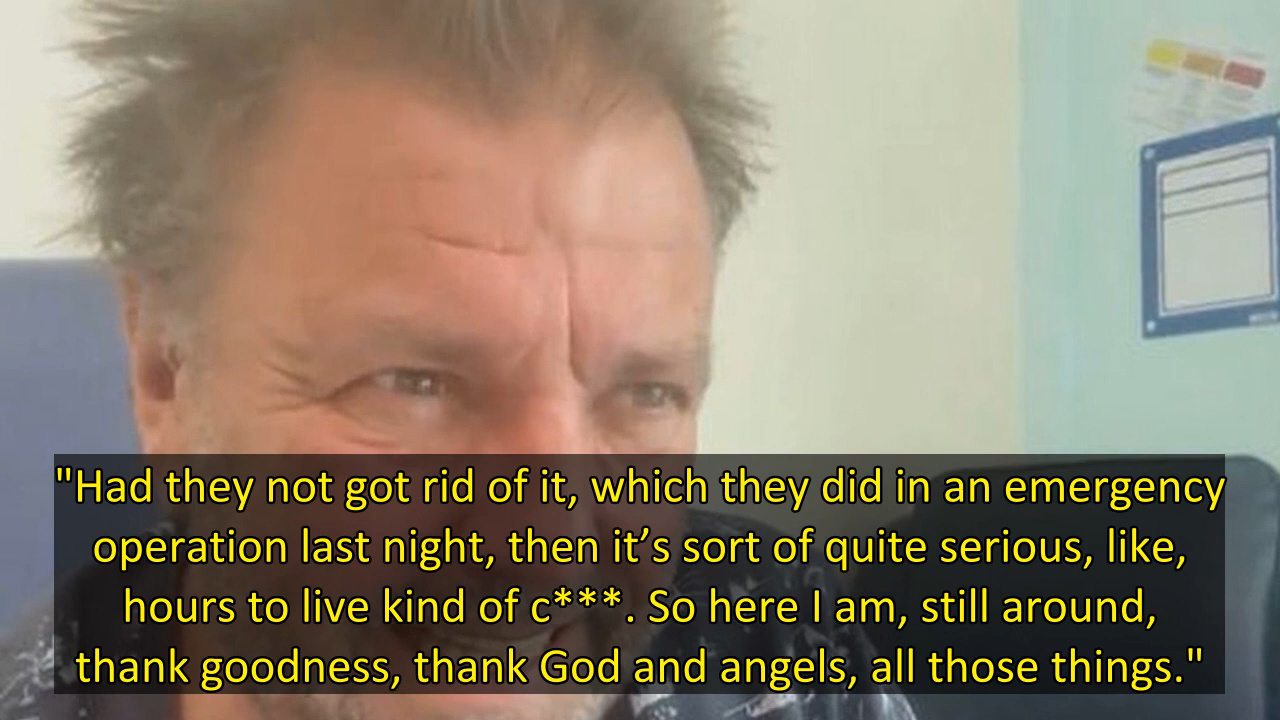 "Had they not got rid of it, which they did in an emergency
operation last night, then it’s sort of quite serious, like,
hours to live kind of c***. So here I am, still around,
thank goodness, thank God and angels, all those things."